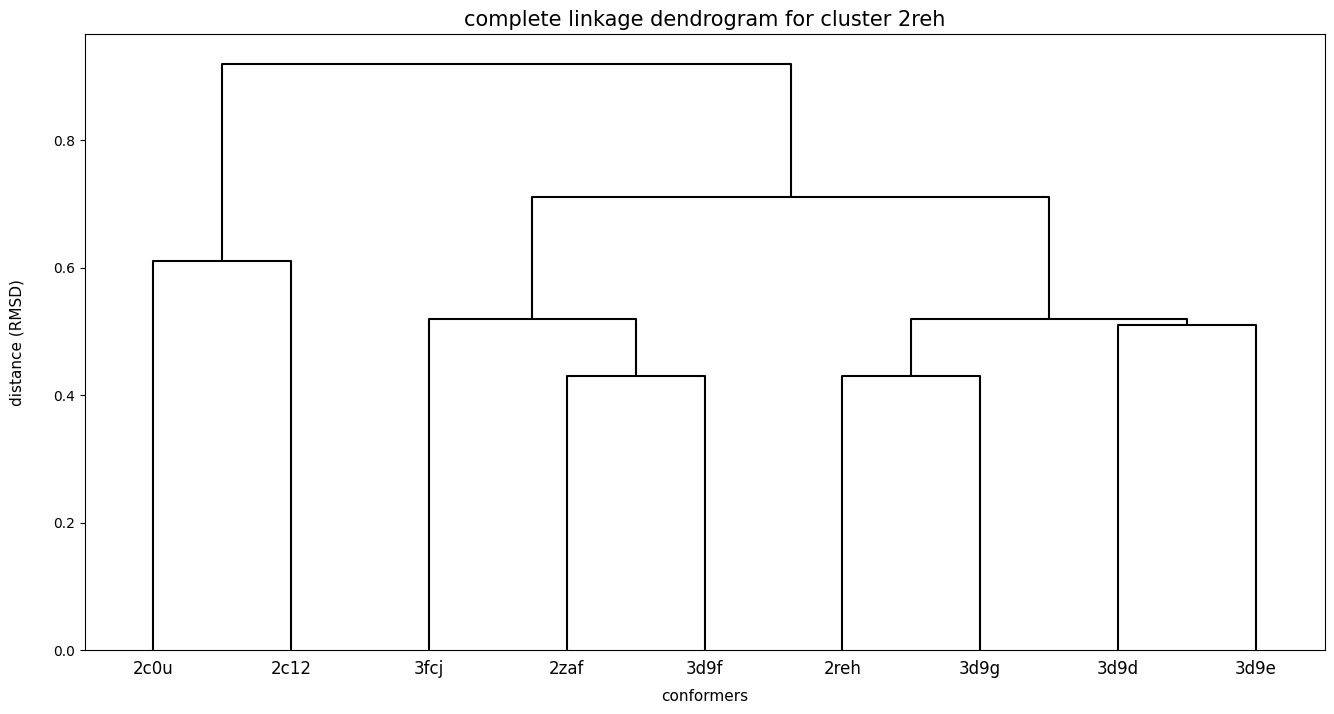 complete linkage dendrogram for cluster 2reh
0.8
0.6
0.4
0.2
0.0
distance (RMSD)
2c0u 2c12 3fcj 2zaf 3d9f 2reh 3d9g 3d9d 3d9e
conformers